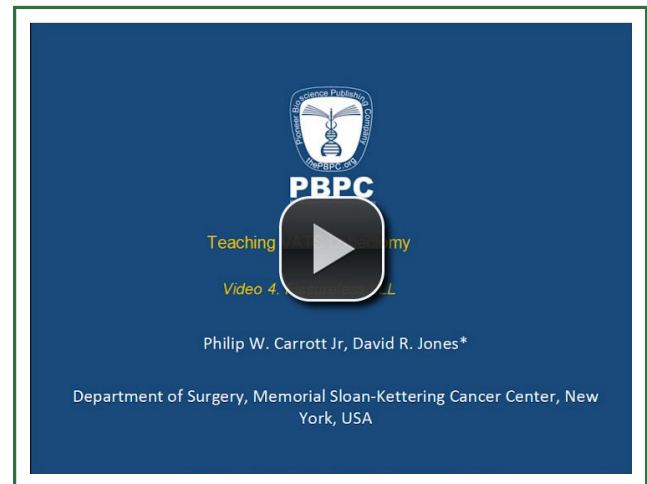 Pioneer Bioscience Publishing Company
thePBPC.org
PBPC
Teaching my
Video 4.
Philip W. Carrott Jr, David R. Jones*
Department of Surgery, Memorial Sloan-Kettering Cancer Center, New
York, USA